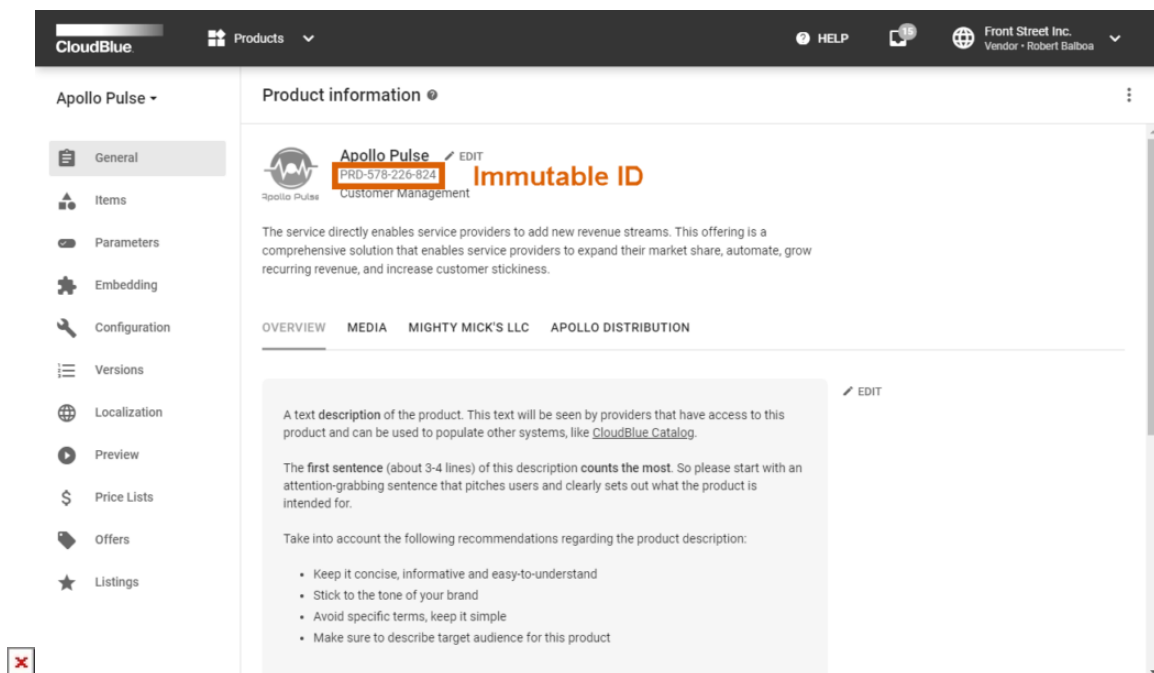 CloudBlue.
Products
HELP
15
Front Street Inc.
Vendor • Robert Balboa
Apollo Pulse
General
Items
Parameters
Embedding
Configuration
Versions
Localization
Preview
Price Lists
Offers
Listings
Product information
Apollo Pulse
EDIT
PRD-578-226-824
Immutable ID
Customer Management
Apollo Pulse
The service directly enables service providers to add new revenue streams. This offering is a
comprehensive solution that enables service providers to expand their market share, automate, grow
recurring revenue, and increase customer stickiness.
OVERVIEW MEDIA MIGHTY MICK'S LLC APOLLO DISTRIBUTION
EDIT
A text description of the product. This text will be seen by providers that have access to this
product and can be used to populate other systems, like CloudBlue Catalog.
The first sentence (about 3-4 lines) of this description counts the most. So please start with an
attention-grabbing sentence that pitches users and clearly sets out what the product is
intended for.
Take into account the following recommendations regarding the product description:
• Keep it concise, informative and easy-to-understand
• Stick to the tone of your brand
• Avoid specific terms, keep it simple
• Make sure to describe target audience for this product